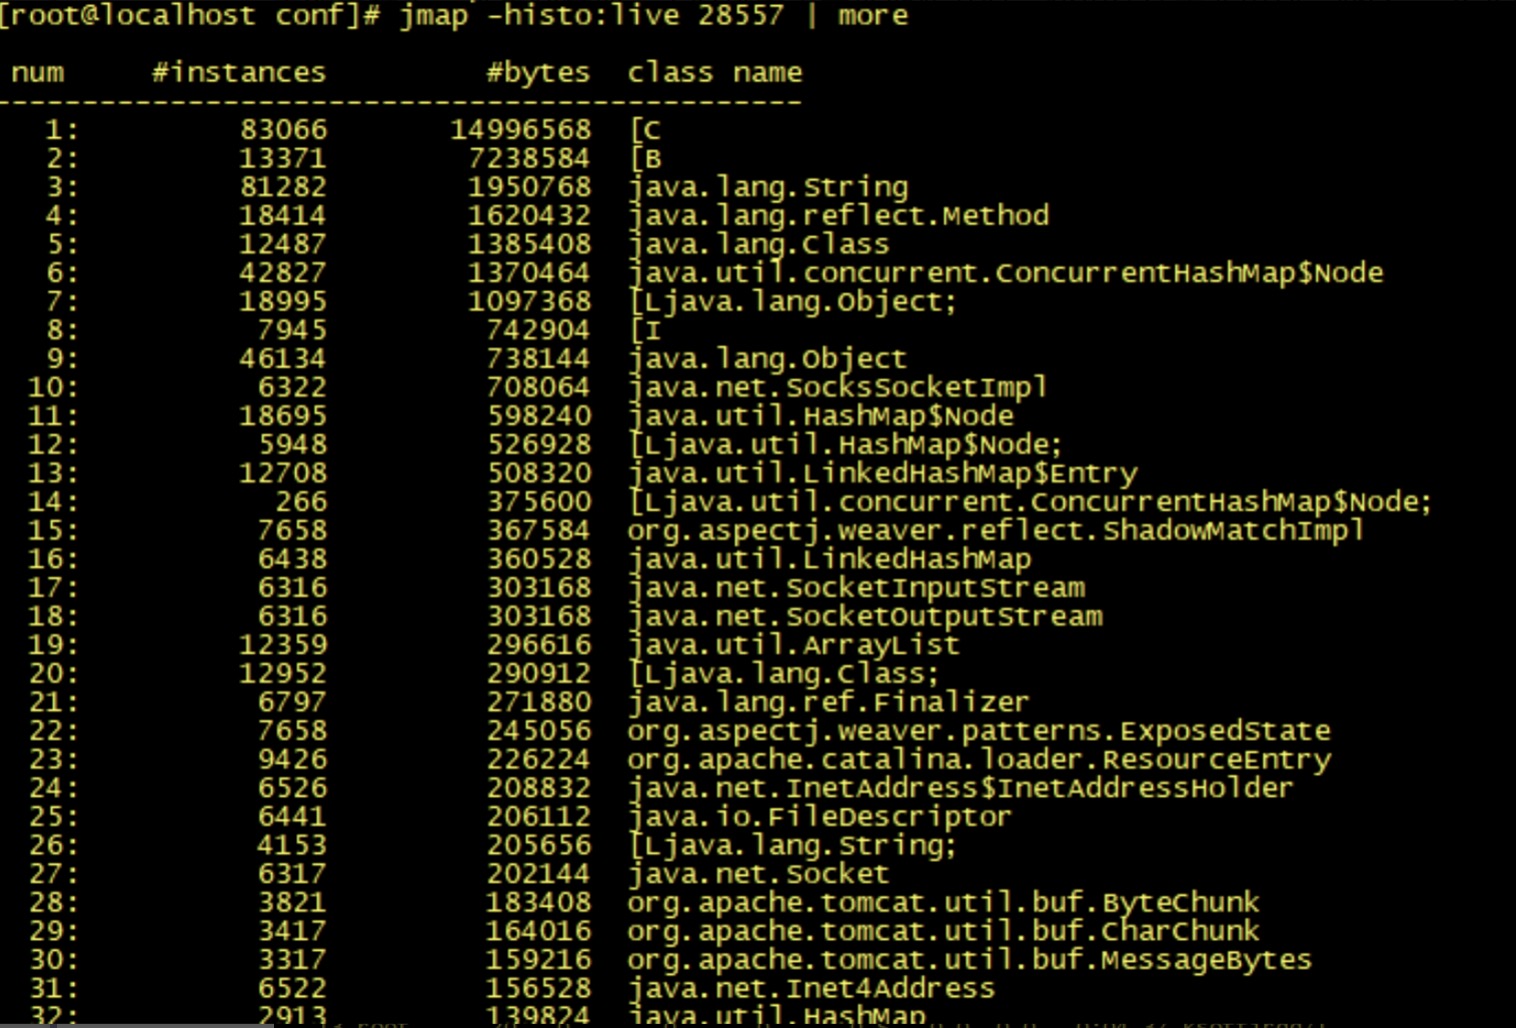 [root@localhost conf]# jmap -histo:live 28557 | more
num #instances #bytes class name
----------------------------------------------
1: 83066 14996568 [C
2: 13371 7238584 [B
3: 81282 1950768 java.lang.String
4: 18414 1620432 java.lang.reflect.Method
5: 12487 1385408 java.lang.Class
6: 42827 1370464 java.util.concurrent.ConcurrentHashMap$Node
7: 18995 1097368 [Ljava.lang.Object;
8: 7945 742904 [I
9: 46134 738144 java.lang.Object
10: 6322 708064 java.net.SocksSocketImpl
11: 18695 598240 java.util.HashMap$Node
12: 5948 526928 [Ljava.util.HashMap$Node;
13: 12708 508320 java.util.LinkedHashMap$Entry
14: 266 375600 [Ljava.util.concurrent.ConcurrentHashMap$Node;
15: 7658 367584 org.aspectj.weaver.reflect.ShadowMatchImpl
16: 6438 360528 java.util.LinkedHashMap
17: 6316 303168 java.net.SocketInputStream
18: 6316 303168 java.net.SocketOutputStream
19: 12359 296616 java.util.ArrayList
20: 12952 290912 [Ljava.lang.Class;
21: 6797 271880 java.lang.ref.Finalizer
22: 7658 245056 org.aspectj.weaver.patterns.ExposedState
23: 9426 226224 org.apache.catalina.loader.ResourceEntry
24: 6526 208832 java.net.InetAddress$InetAddressHolder
25: 6441 206112 java.io.FileDescriptor
26: 4153 205656 [Ljava.lang.String;
27: 6317 202144 java.net.Socket
28: 3821 183408 org.apache.tomcat.util.buf.ByteChunk
29: 3417 164016 org.apache.tomcat.util.buf.CharChunk
30: 3317 159216 org.apache.tomcat.util.buf.MessageBytes
31: 6522 156528 java.net.Inet4Address
32: 2913 139824 java.util.HashMap